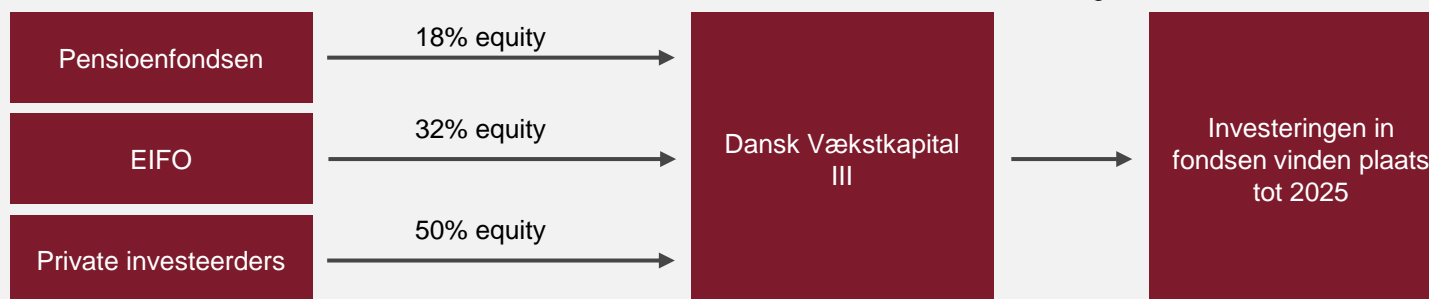 Pensioenfondsen
18% equity
EIFO
32% equity
Private investeerders
50% equity
Dansk Vækstkapital
III
Investeringen in
fondsen vinden plaats
tot 2025